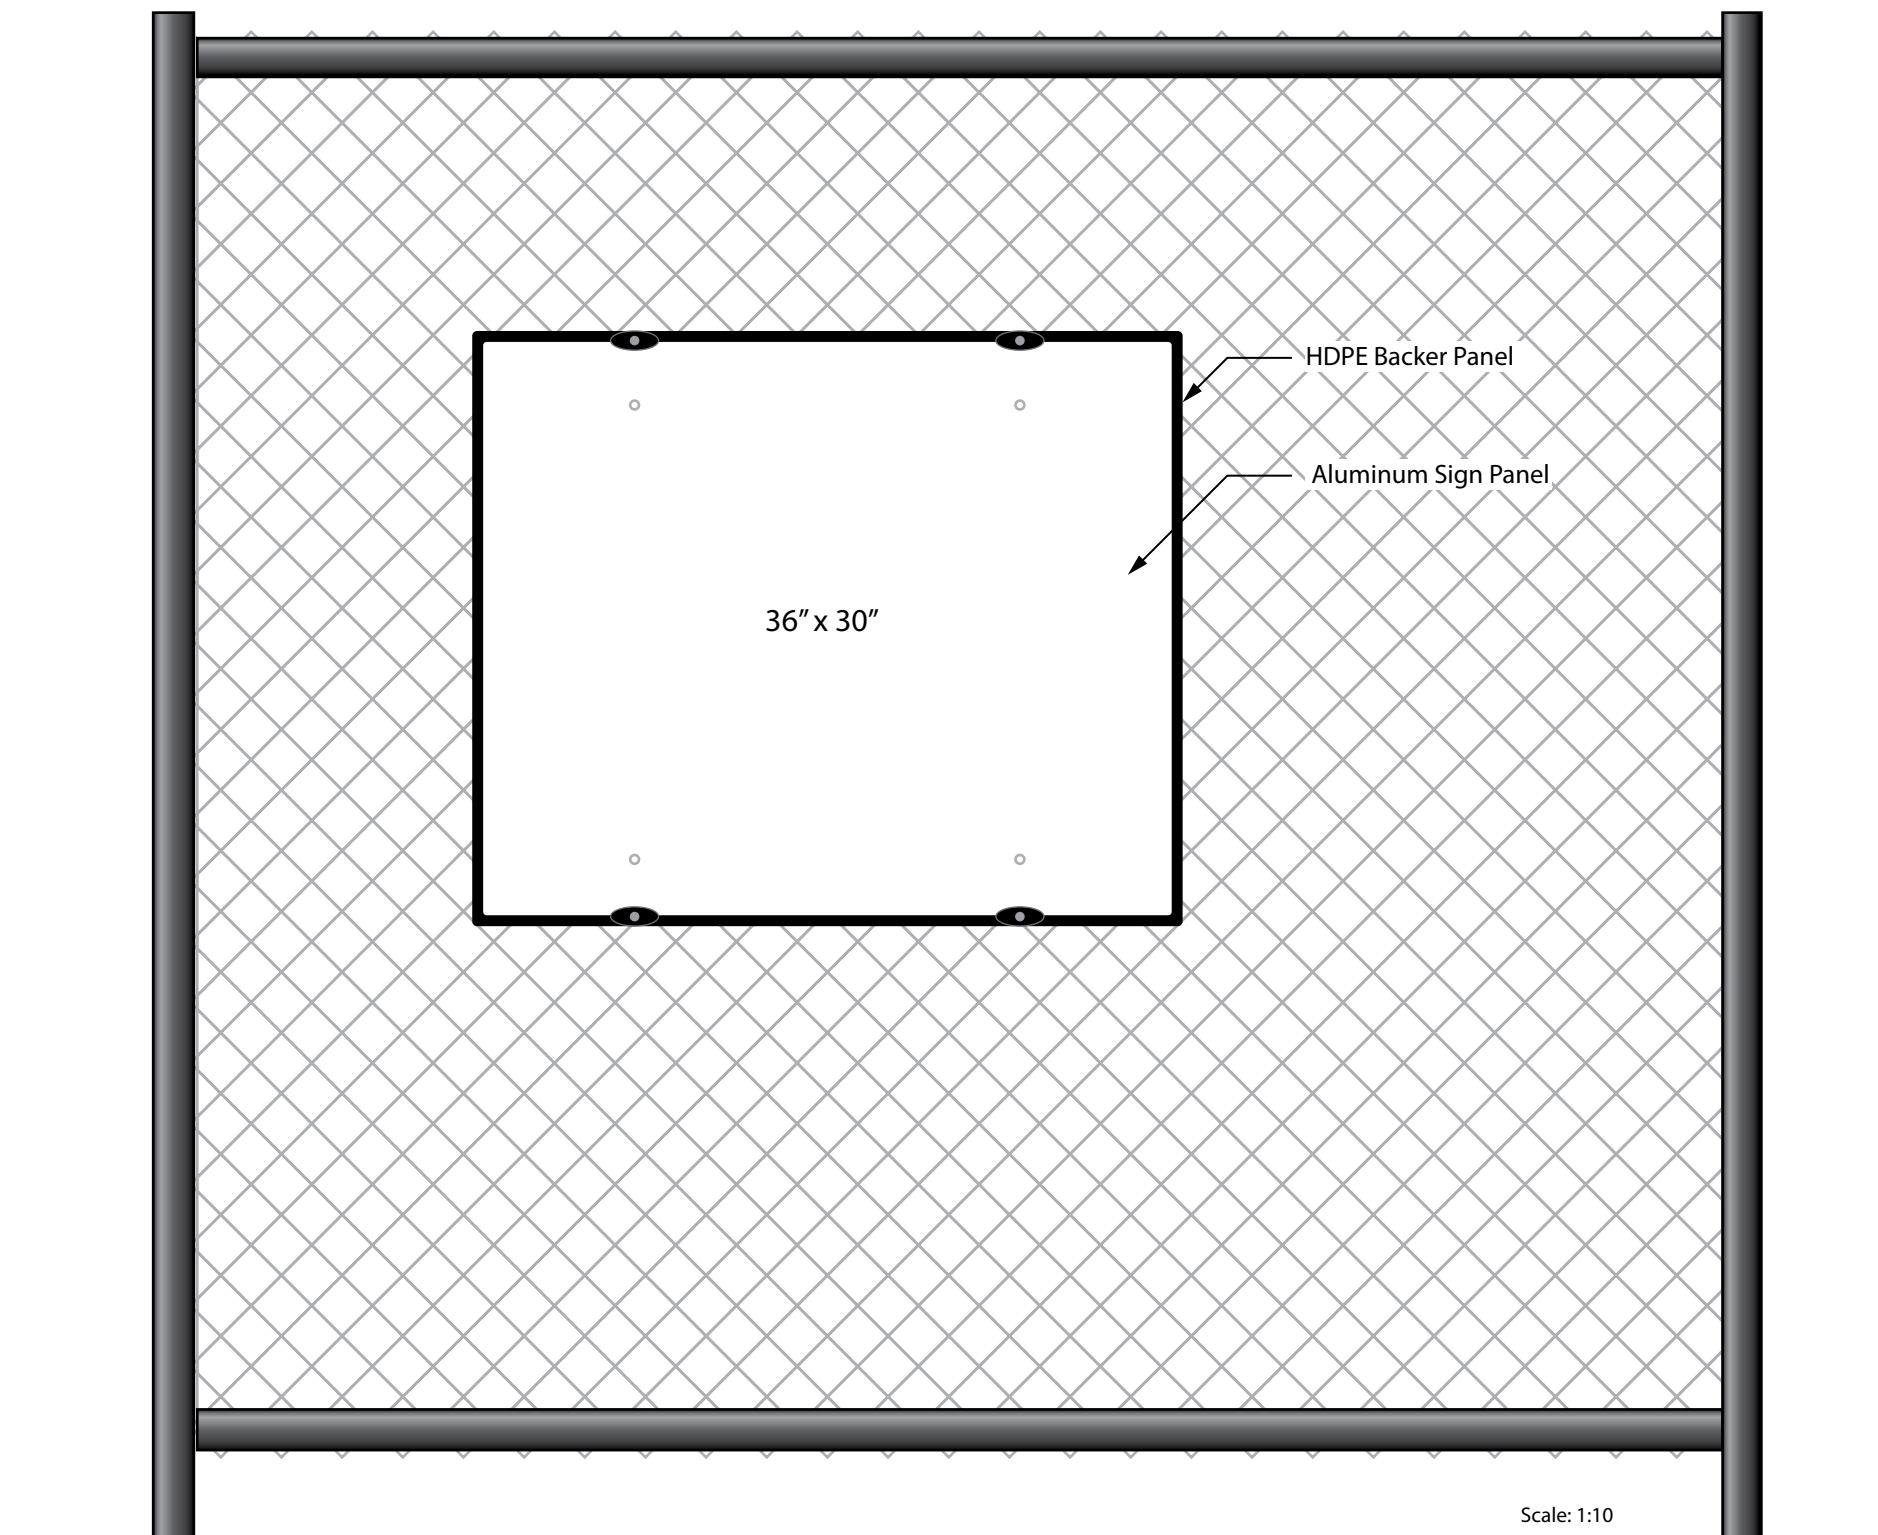 HDPE Backer Panel
Aluminum Sign Panel
36” x 30”
Scale: 1:10